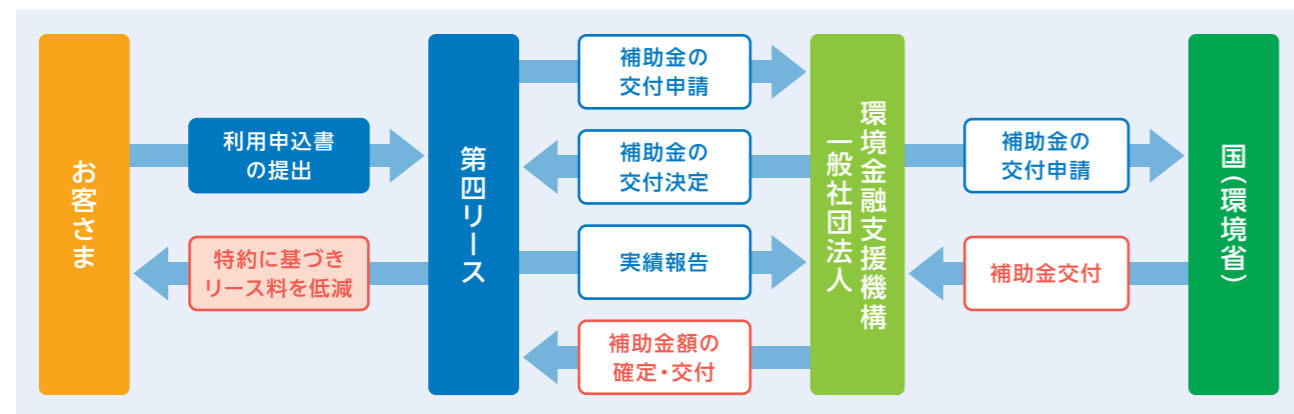 お客さま
利用申込書
の提出
特約に基づき
リース料を低減
第四リース
補助金の
交付申請
補助金の
交付決定
実績報告
補助金額の
確定・交付
一般社団法人
環境金融支援機構
補助金の
交付申請
補助金交付
国(環境省)